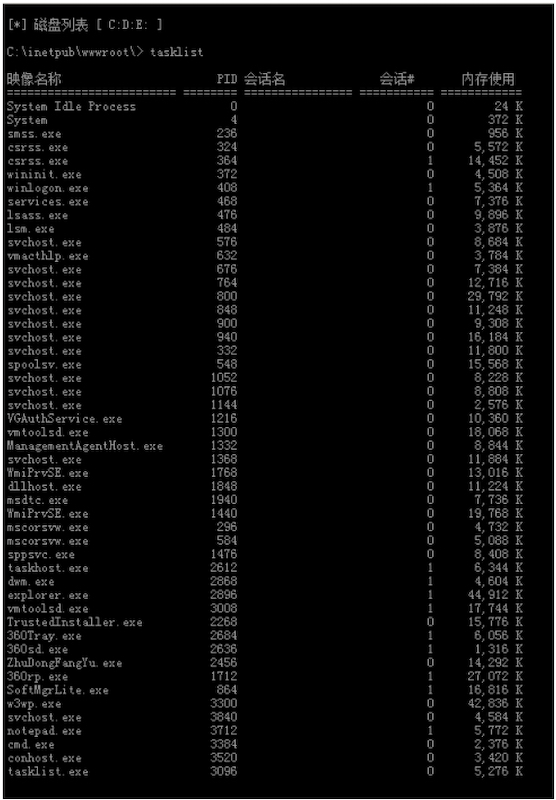 [*] 磁盘列表 [ C:D:E: ]
C:\inetpub\wwwroot\> tasklist
映像名称 PID 会话名 会话# 内存使用
========================= ======== ================ =========== ============
System Idle Process 0 0 24 K
System 4 0 372 K
smss.exe 236 0 956 K
csrss.exe 324 0 5,572 K
csrss.exe 364 1 14,452 K
wininit.exe 372 0 4,508 K
winlogon.exe 408 1 5,364 K
services.exe 468 0 7,376 K
lsass.exe 476 0 9,896 K
lsm.exe 484 0 3,876 K
svchost.exe 576 0 8,684 K
vmacthlp.exe 632 0 3,784 K
svchost.exe 676 0 7,384 K
svchost.exe 764 0 12,716 K
svchost.exe 800 0 29,792 K
svchost.exe 848 0 11,248 K
svchost.exe 900 0 9,308 K
svchost.exe 940 0 16,184 K
svchost.exe 332 0 11,800 K
spoolsv.exe 548 0 15,568 K
svchost.exe 1052 0 8,228 K
svchost.exe 1076 0 8,808 K
svchost.exe 1144 0 2,576 K
VGAuthService.exe 1216 0 10,360 K
vmtoolsd.exe 1300 0 18,068 K
ManagementAgentHost.exe 1332 0 8,844 K
svchost.exe 1368 0 11,884 K
WmiPrvSE.exe 1768 0 13,016 K
dllhost.exe 1848 0 11,224 K
msdtc.exe 1940 0 7,736 K
WmiPrvSE.exe 1440 0 19,768 K
mscorsvw.exe 296 0 4,732 K
mscorsvw.exe 584 0 5,088 K
sppsvc.exe 1476 0 8,408 K
taskhost.exe 2612 1 6,344 K
dwm.exe 2868 1 4,604 K
explorer.exe 2896 1 44,912 K
vmtoolsd.exe 3008 1 17,744 K
TrustedInstaller.exe 2268 0 15,776 K
360Tray.exe 2684 1 6,056 K
360sd.exe 2636 1 1,316 K
ZhuDongFangYu.exe 2456 0 14,292 K
360rp.exe 1712 1 27,072 K
SoftMgrLite.exe 864 1 16,816 K
w3wp.exe 3300 0 42,836 K
svchost.exe 3840 0 4,584 K
notepad.exe 3712 1 5,772 K
cmd.exe 3384 0 2,376 K
conhost.exe 3520 0 3,420 K
tasklist.exe 3096 0 5,276 K